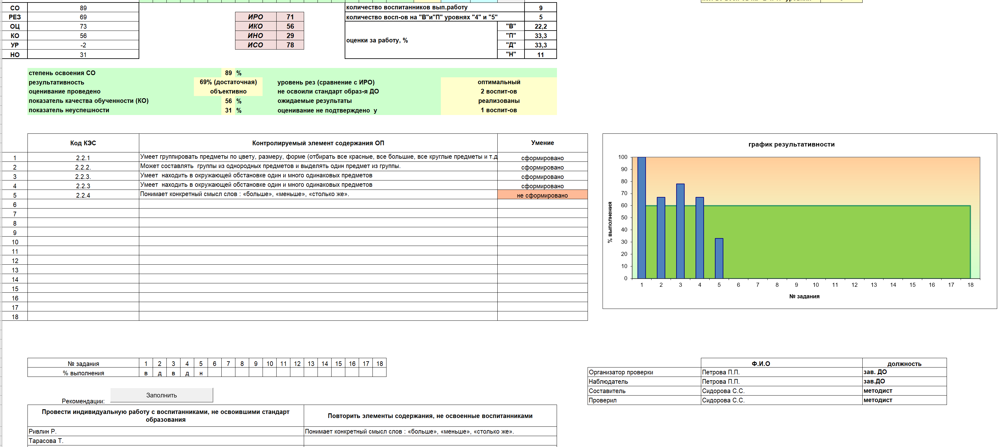 СО 89 количество воспитанников вып.работу 9
РЕЗ 69 ИРО 71 количество восп-ов на "В"и"П" уровнях "4" и "5" 5
ОЦ 73 ИКО 56 "В" 22,2
КО 56 ИНО 29 оценки за работу, % "П" 33,3
УР -2 ИСО 78 "Д" 33,3
НО 31 "Н" 11
степень освоения СО 89 %
результативность 69% (достаточная) уровень рез (сравнение с ИРО) оптимальный
оценивание проведено объективно не освоили стандарт образ-я ДО 2 воспит-ов
показатель качества обученности (КО) 56 % ожидаемые результаты реализованы
показатель неуспешности 31 % оценивание не подтверждено у 1 воспит-ов
Код КЭС Контролируемый элемент содержания ОП Умение
1 2.2.1 Умеет группировать предметы по цвету, размеру, форме (отбирать все красные, все большие, все круглые предметы и т.д сформировано
2 2.2.2. Может составлять группы из однородных предметов и выделять один предмет из группы. сформировано
3 2.2.3. Умеет находить в окружающей обстановке один и много одинаковых предметов сформировано
4 2.2.3 Умеет находить в окружающей обстановке один и много одинаковых предметов сформировано
5 2.2.4 Понимает конкретный смысл слов : «больше», «меньше», «столько же». не сформировано
6
7
8
9
10
11
12
13
14
15
16
17
18
график результативности
% выполнения
100
90
80
70
60
50
40
30
20
10
0
1 2 3 4 5 6 7 8 9 10 11 12 13 14 15 16 17 18
№ задания
№ задания 1 2 3 4 5 6 7 8 9 10 11 12 13 14 15 16 17 18
% выполнения в д в д н
Ф.И.О должность
Организатор проверки Петрова П.П. зав. ДО
Наблюдатель Петрова П.П. зав.ДО
Составитель Сидорова С.С. методист
Проверил Сидорова С.С. методист
Рекомендации: Заполнить
Провести индивидуальную работу с воспитанниками, не освоившими стандарт
образования
Повторить элементы содержания, не освоенные воспитанниками
Ривлин Р. Понимает конкретный смысл слов : «больше», «меньше», «столько же».
Тарасова Т.